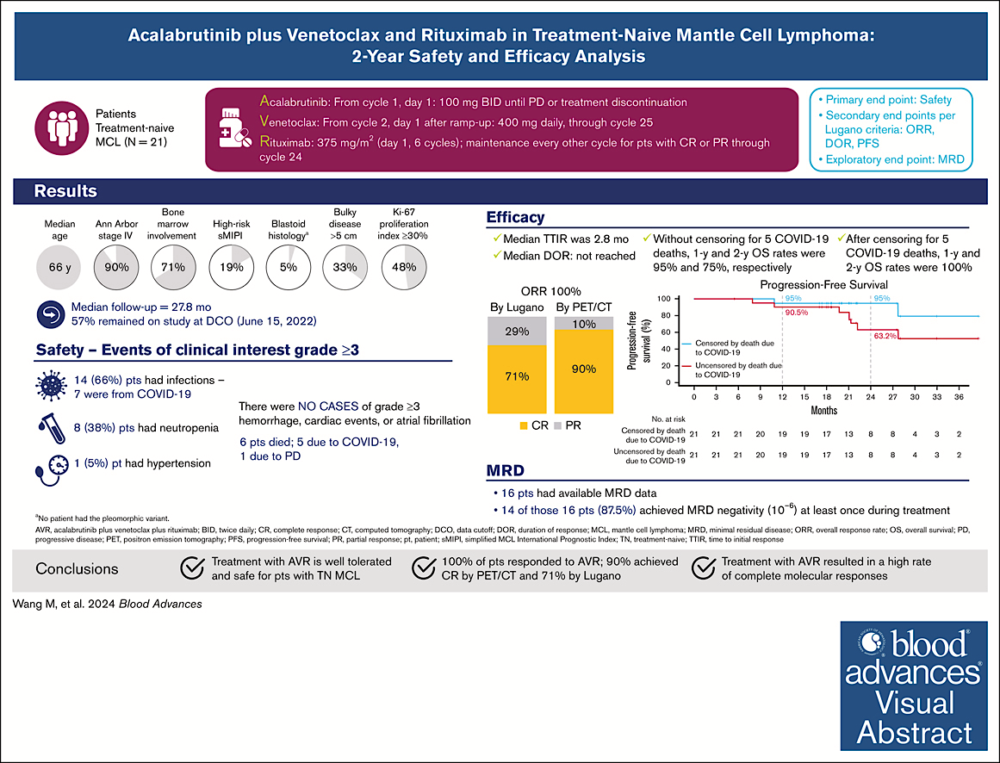 Acalabrutinib plus Venetoclax and Rituximab in Treatment-Naive Mantle Cell Lymphoma:
2-Year Safety and Efficacy Analysis
Patients
Treatment-naive
MCL (N = 21)
Acalabrutinib: From cycle 1, day 1: 100 mg BID until PD or treatment discontinuation
Venetoclax: From cycle 2, day 1 after ramp-up: 400 mg daily, through cycle 25
Rituximab: 375 mg/m² (day 1, 6 cycles); maintenance every other cycle for pts with CR or PR through
cycle 24
• Primary end point: Safety
• Secondary end points per
Lugano criteria: ORR,
DOR, PFS
• Exploratory end point: MRD
Results
Median
age
66 y
Ann Arbor
stage IV
90%
Bone
marrow
involvement
71%
High-risk
sMIPI
19%
Blastoid
histologyᵃ
5%
Bulky
disease
>5 cm
33%
Ki-67
proliferation
index ≥30%
48%
Median follow-up = 27.8 mo
57% remained on study at DCO (June 15, 2022)
Safety – Events of clinical interest grade ≥3
14 (66%) pts had infections –
7 were from COVID-19
8 (38%) pts had neutropenia
1 (5%) pt had hypertension
There were NO CASES of grade ≥3
hemorrhage, cardiac events, or atrial fibrillation
6 pts died; 5 due to COVID-19,
1 due to PD
Efficacy
✓Median TTIR was 2.8 mo
✓Median DOR: not reached
✓Without censoring for 5 COVID-19
deaths, 1-y and 2-y OS rates were
95% and 75%, respectively
✓After censoring for 5
COVID-19 deaths, 1-y and
2-y OS rates were 100%
ORR 100%
By Lugano By PET/CT
29%
71%
10%
90%
CR PR
Progression-Free Survival
Progression-free
survival (%)
100
80
60
40
20
0
95%
95%
90.5%
63.2%
Censored by death due
to COVID-19
Uncensored by death due
to COVID-19
0 3 6 9 12 15 18 21 24 27 30 33 36
Months
No. at risk
Censored by death
due to COVID-19
21 21 21 20 19 19 17 13 8 8 4 3 2
Uncensored by death
due to COVID-19
21 21 21 20 19 19 17 13 8 8 4 3 2
MRD
• 16 pts had available MRD data
• 14 of those 16 pts (87.5%) achieved MRD negativity (10⁻⁶) at least once during treatment
ᵃNo patient had the pleomorphic variant.
AVR, acalabrutinib plus venetoclax plus rituximab; BID, twice daily; CR, complete response; CT, computed tomography; DCO, data cutoff; DOR, duration of response; MCL, mantle cell lymphoma; MRD, minimal residual disease; ORR, overall response rate; OS, overall survival; PD,
progressive disease; PET, positron emission tomography; PFS, progression-free survival; PR, partial response; pt, patient; sMIPI, simplified MCL International Prognostic Index; TN, treatment-naive; TTIR, time to initial response
Conclusions
Treatment with AVR is well tolerated
and safe for pts with TN MCL
100% of pts responded to AVR; 90% achieved
CR by PET/CT and 71% by Lugano
Treatment with AVR resulted in a high rate
of complete molecular responses
Wang M, et al. 2024 Blood Advances
blood®
advances®
Visual
Abstract